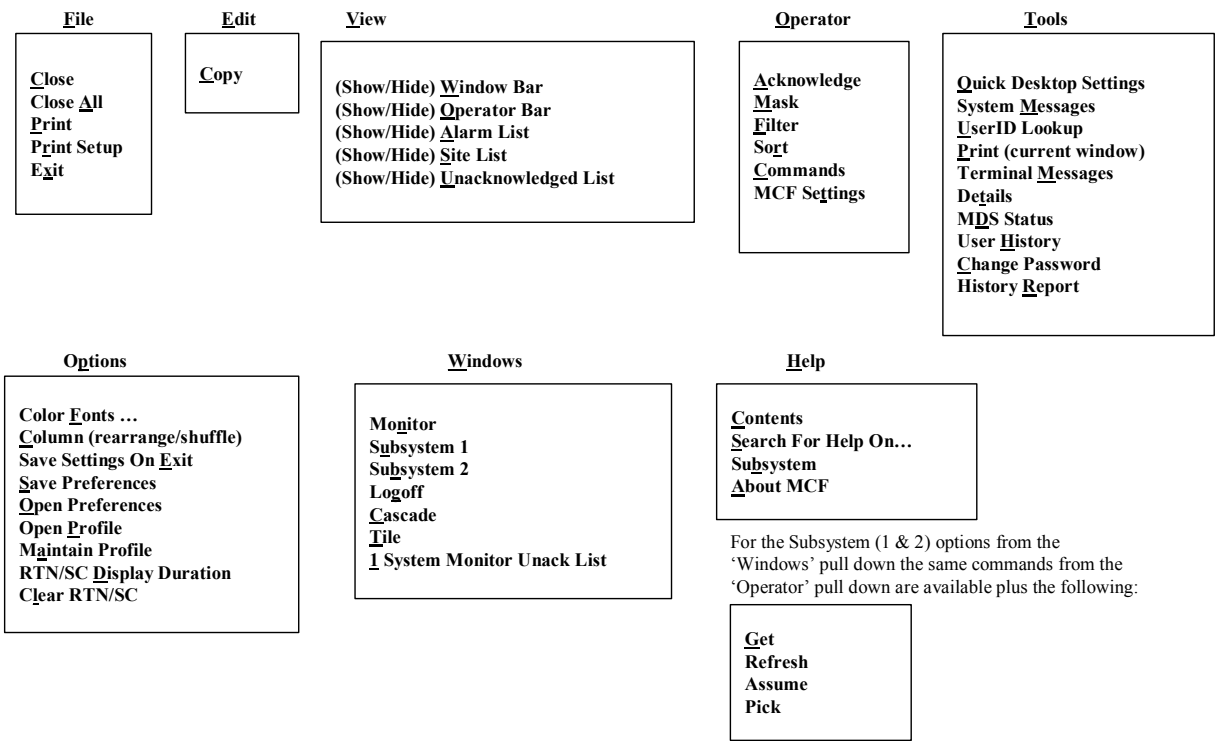 File
Close
Close All
Print
Print Setup
Exit
Edit
Copy
View
(Show/Hide) Window Bar
(Show/Hide) Operator Bar
(Show/Hide) Alarm List
(Show/Hide) Site List
(Show/Hide) Unacknowledged List
Operator
Acknowledge
Mask
Filter
Sort
Commands
MCF Settings
Tools
Quick Desktop Settings
System Messages
UserID Lookup
Print (current window)
Terminal Messages
Details
MDS Status
User History
Change Password
History Report
Options
Color Fonts …
Column (rearrange/shuffle)
Save Settings On Exit
Save Preferences
Open Preferences
Open Profile
Maintain Profile
RTN/SC Display Duration
Clear RTN/SC
Windows
Monitor
Subsystem 1
Subsystem 2
Logoff
Cascade
Tile
1 System Monitor Unack List
Help
Contents
Search For Help On…
Subsystem
About MCF
For the Subsystem (1 & 2) options from the
‘Windows’ pull down the same commands from the
‘Operator’ pull down are available plus the following:
Get
Refresh
Assume
Pick